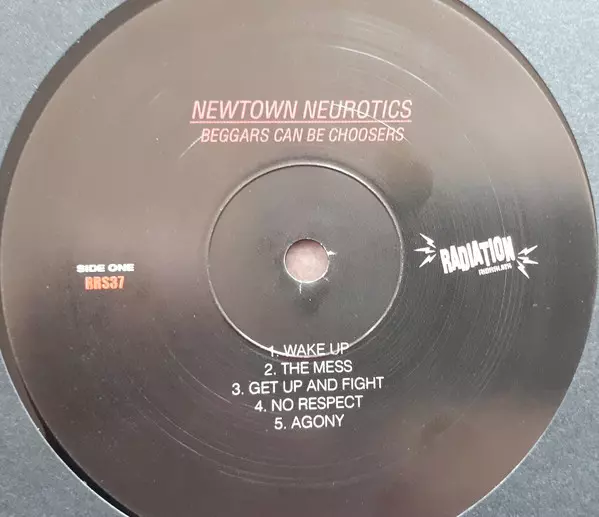 NEWTOWN NEUROTICS
BEGGARS CAN BE CHOOSERS
SIDE ONE
RRS37
RADIATION
1. WAKE UP
2. THE MESS
3. GET UP AND FIGHT
4. NO RESPECT
5. AGONY